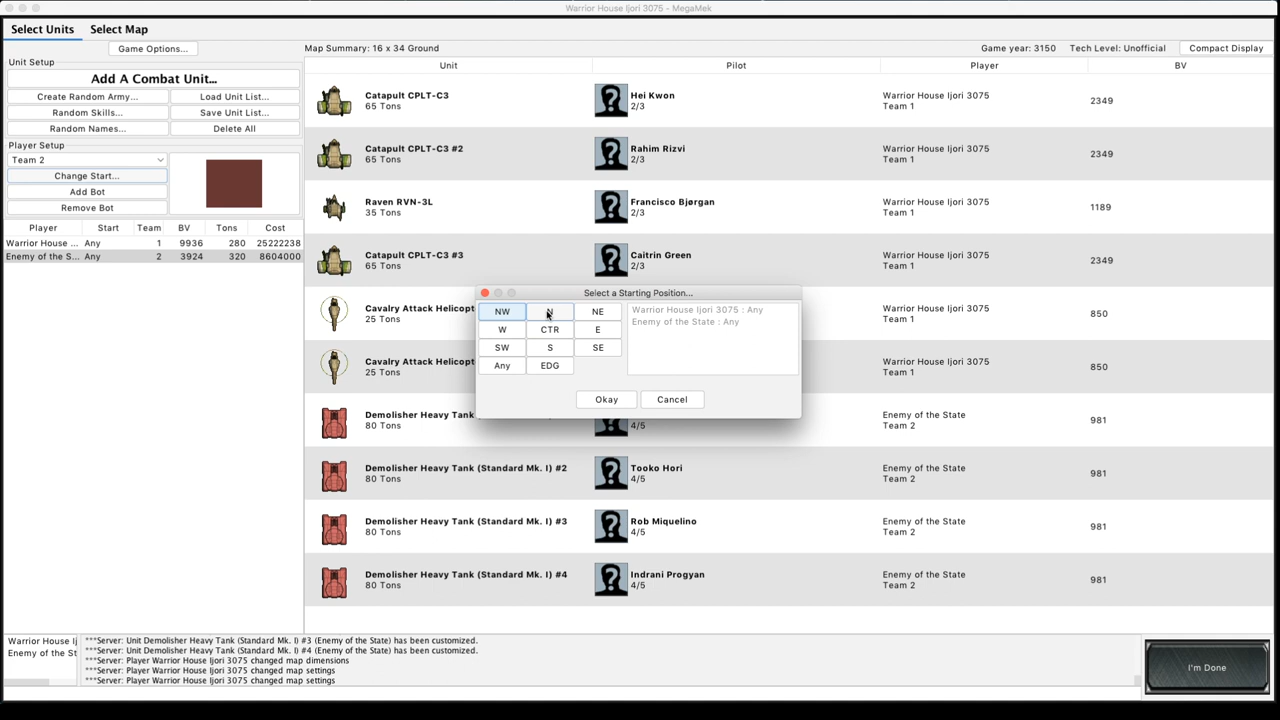 Warrior House Ijori 3075 - MegaMek
Select Units Select Map
Game Options... Map Summary: 16 x 34 Ground Game year: 3150 Tech Level: Unofficial Compact Display
Unit Setup
Add A Combat Unit...
Create Random Army... Load Unit List...
Random Skills... Save Unit List...
Random Names... Delete All
Player Setup
Team 2
Change Start...
Add Bot
Remove Bot
Player Start Team BV Tons Cost
Warrior House ... Any 1 9936 280 25222238
Enemy of the S... Any 2 3924 320 8604000
Unit Pilot Player BV
Catapult CPLT-C3 Hei Kwon Warrior House Ijori 3075 2349
65 Tons 2/3 Team 1
Catapult CPLT-C3 #2 Rahim Rizvi Warrior House Ijori 3075 2349
65 Tons 2/3 Team 1
Raven RVN-3L Francisco Bjørgan Warrior House Ijori 3075 1189
35 Tons 2/3 Team 1
Catapult CPLT-C3 #3 Caitrin Green Warrior House Ijori 3075 2349
65 Tons 2/3 Team 1
Cavalry Attack Helicopt Warrior House Ijori 3075 850
25 Tons Team 1
Cavalry Attack Helicopt Warrior House Ijori 3075 850
25 Tons Team 1
Demolisher Heavy Tank Enemy of the State 981
80 Tons 4/5 Team 2
Demolisher Heavy Tank (Standard Mk. I) #2 Tooko Hori Enemy of the State 981
80 Tons 4/5 Team 2
Demolisher Heavy Tank (Standard Mk. I) #3 Rob Miquelino Enemy of the State 981
80 Tons 4/5 Team 2
Demolisher Heavy Tank (Standard Mk. I) #4 Indrani Progyan Enemy of the State 981
80 Tons 4/5 Team 2
Select a Starting Position...
NW N NE
W CTR E
SW S SE
Any EDG
Warrior House Ijori 3075 : Any
Enemy of the State : Any
Okay Cancel
Warrior House Ij
Enemy of the St
***Server: Unit Demolisher Heavy Tank (Standard Mk. I) #3 (Enemy of the State) has been customized.
***Server: Unit Demolisher Heavy Tank (Standard Mk. I) #4 (Enemy of the State) has been customized.
***Server: Player Warrior House Ijori 3075 changed map dimensions
***Server: Player Warrior House Ijori 3075 changed map settings
***Server: Player Warrior House Ijori 3075 changed map settings
I'm Done